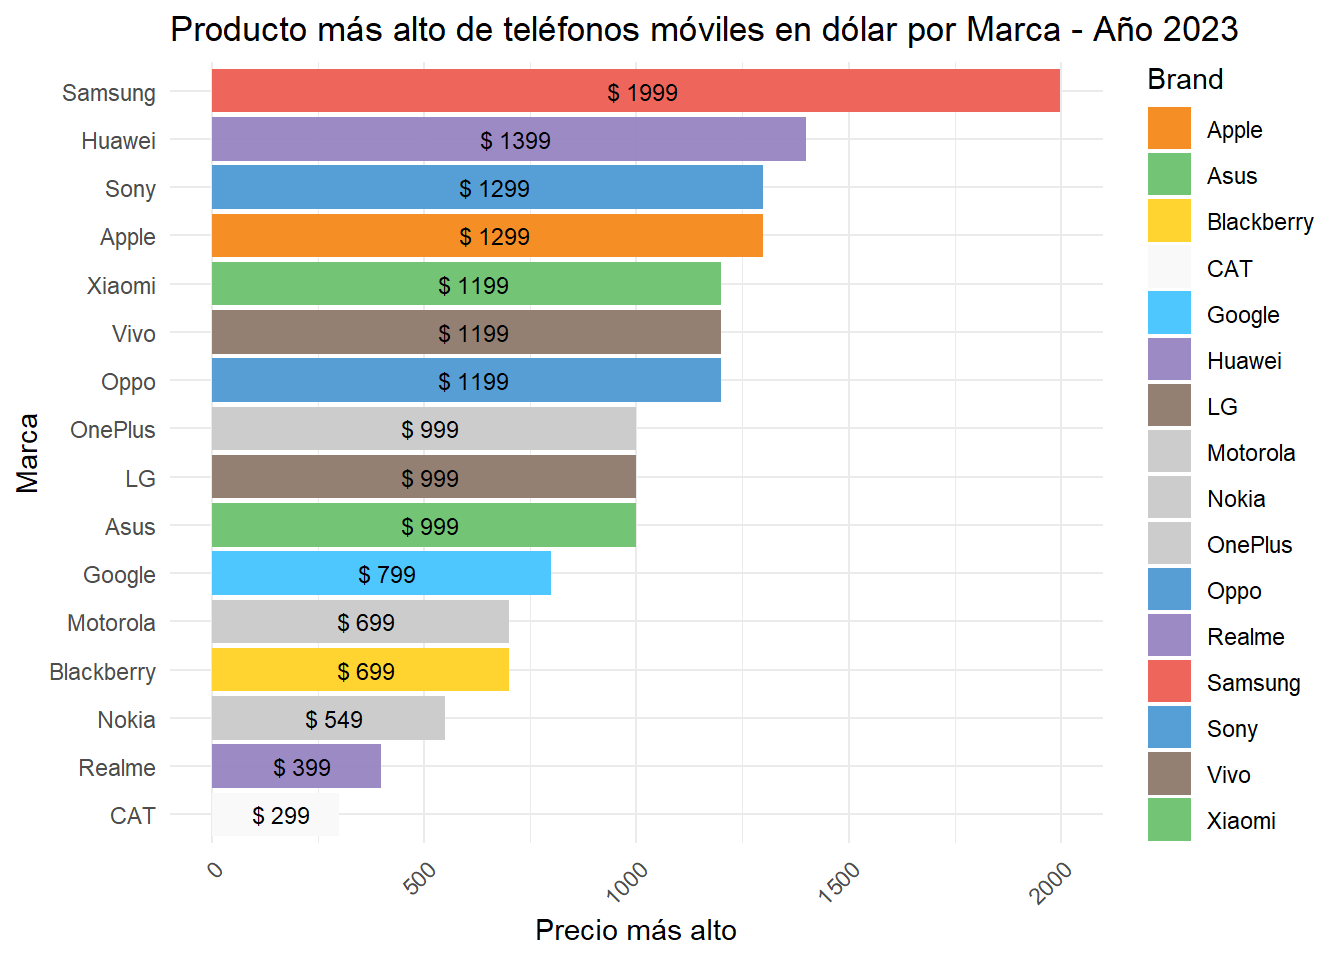 Producto más alto de teléfonos móviles en dólar por Marca - Año 2023
Marca
Samsung $ 1999
Huawei $ 1399
Sony $ 1299
Apple $ 1299
Xiaomi $ 1199
Vivo $ 1199
Oppo $ 1199
OnePlus $ 999
LG $ 999
Asus $ 999
Google $ 799
Motorola $ 699
Blackberry $ 699
Nokia $ 549
Realme $ 399
CAT $ 299
0 500 1000 1500 2000
Precio más alto
Brand
Apple
Asus
Blackberry
CAT
Google
Huawei
LG
Motorola
Nokia
OnePlus
Oppo
Realme
Samsung
Sony
Vivo
Xiaomi